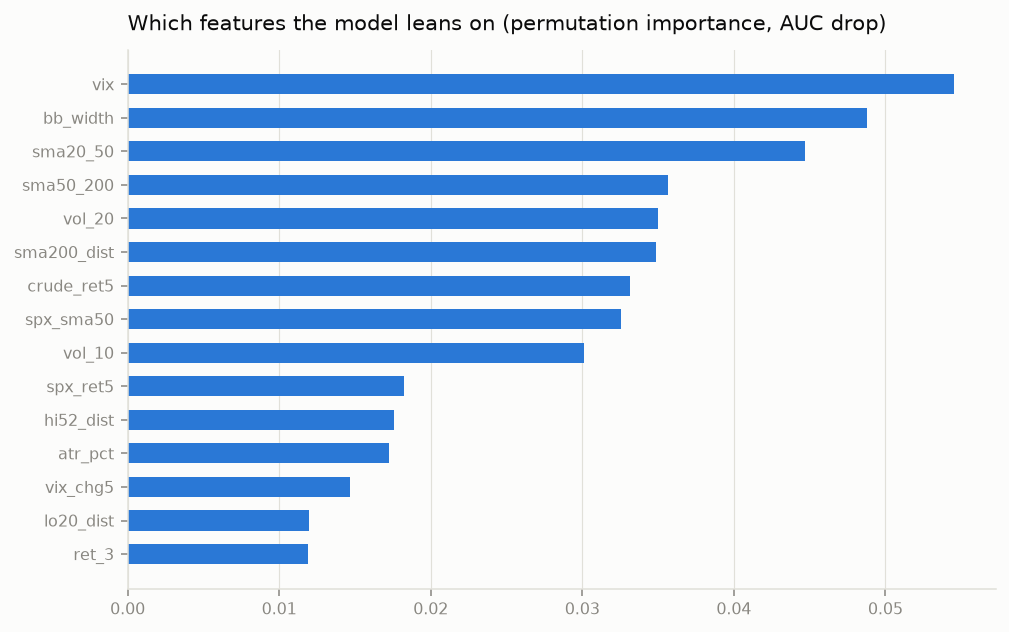 Which features the model leans on (permutation importance, AUC drop)
vix
bb_width
sma20_50
sma50_200
vol_20
sma200_dist
crude_ret5
spx_sma50
vol_10
spx_ret5
hi52_dist
atr_pct
vix_chg5
lo20_dist
ret_3
0.00 0.01 0.02 0.03 0.04 0.05